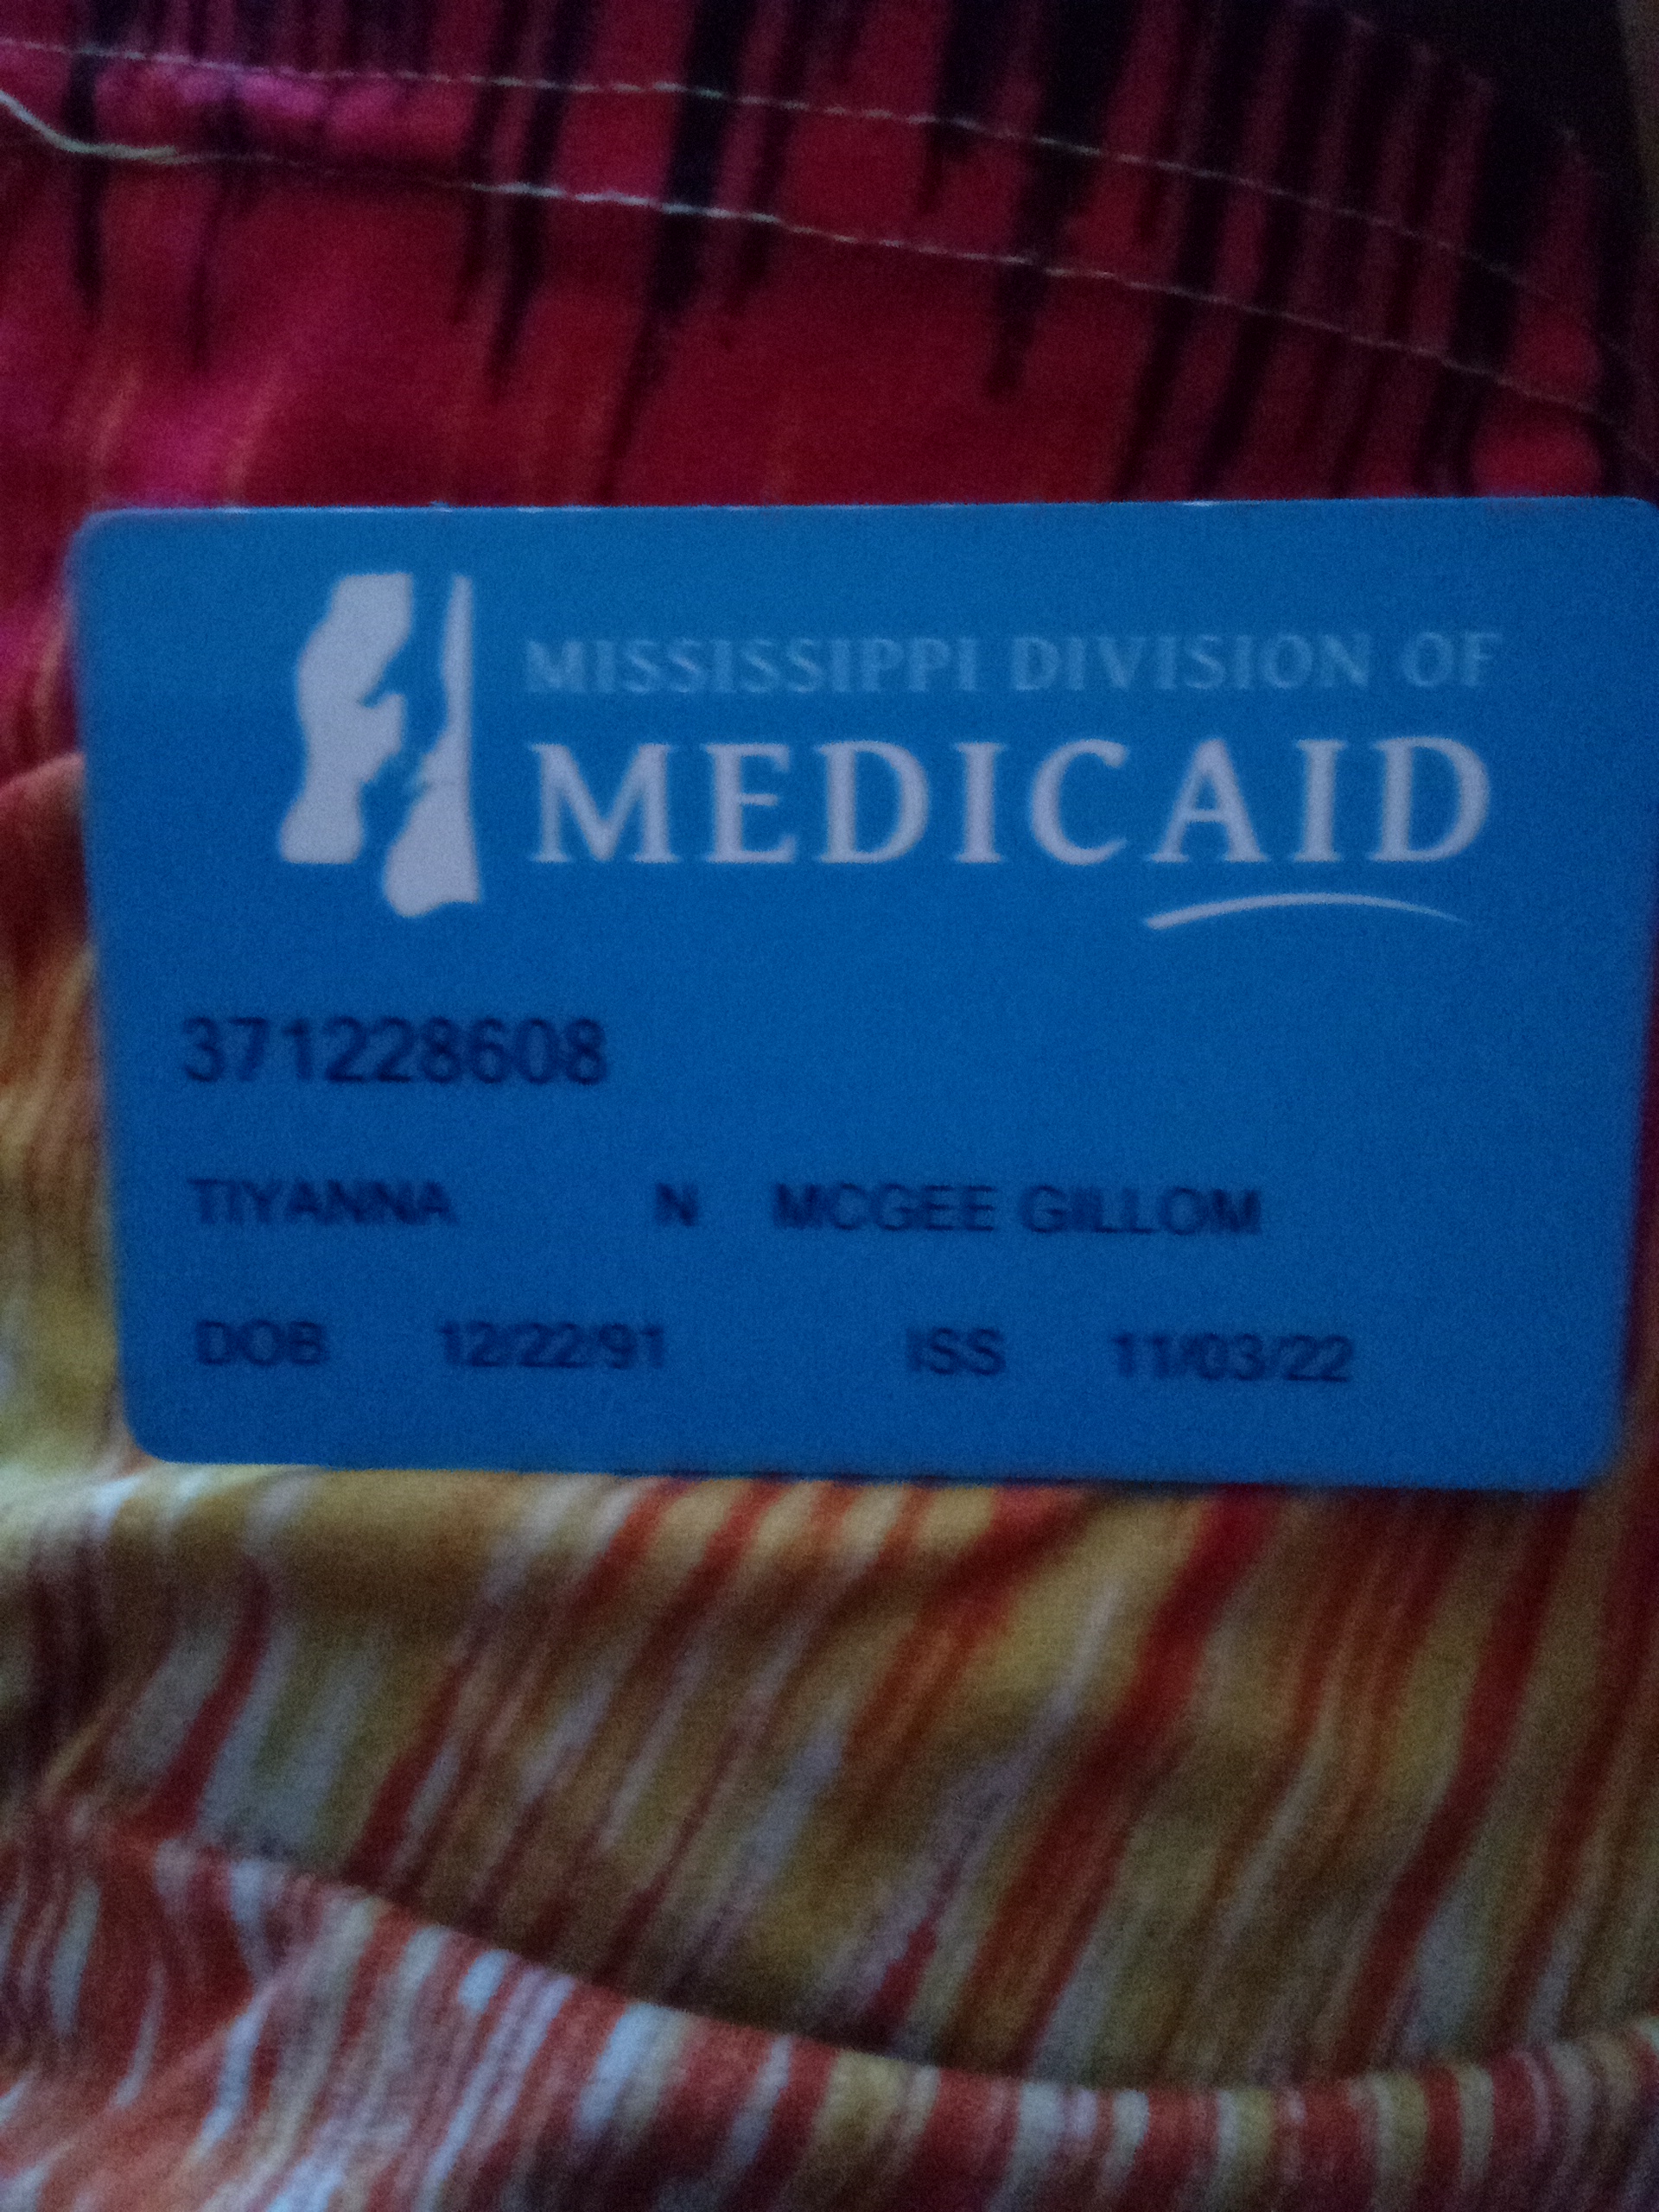 MISSISSIPPI DIVISION OF
MEDICAID
371228608
TIYANNA N MCGEE GILLOM
DOB 12/22/91 ISS 11/03/22